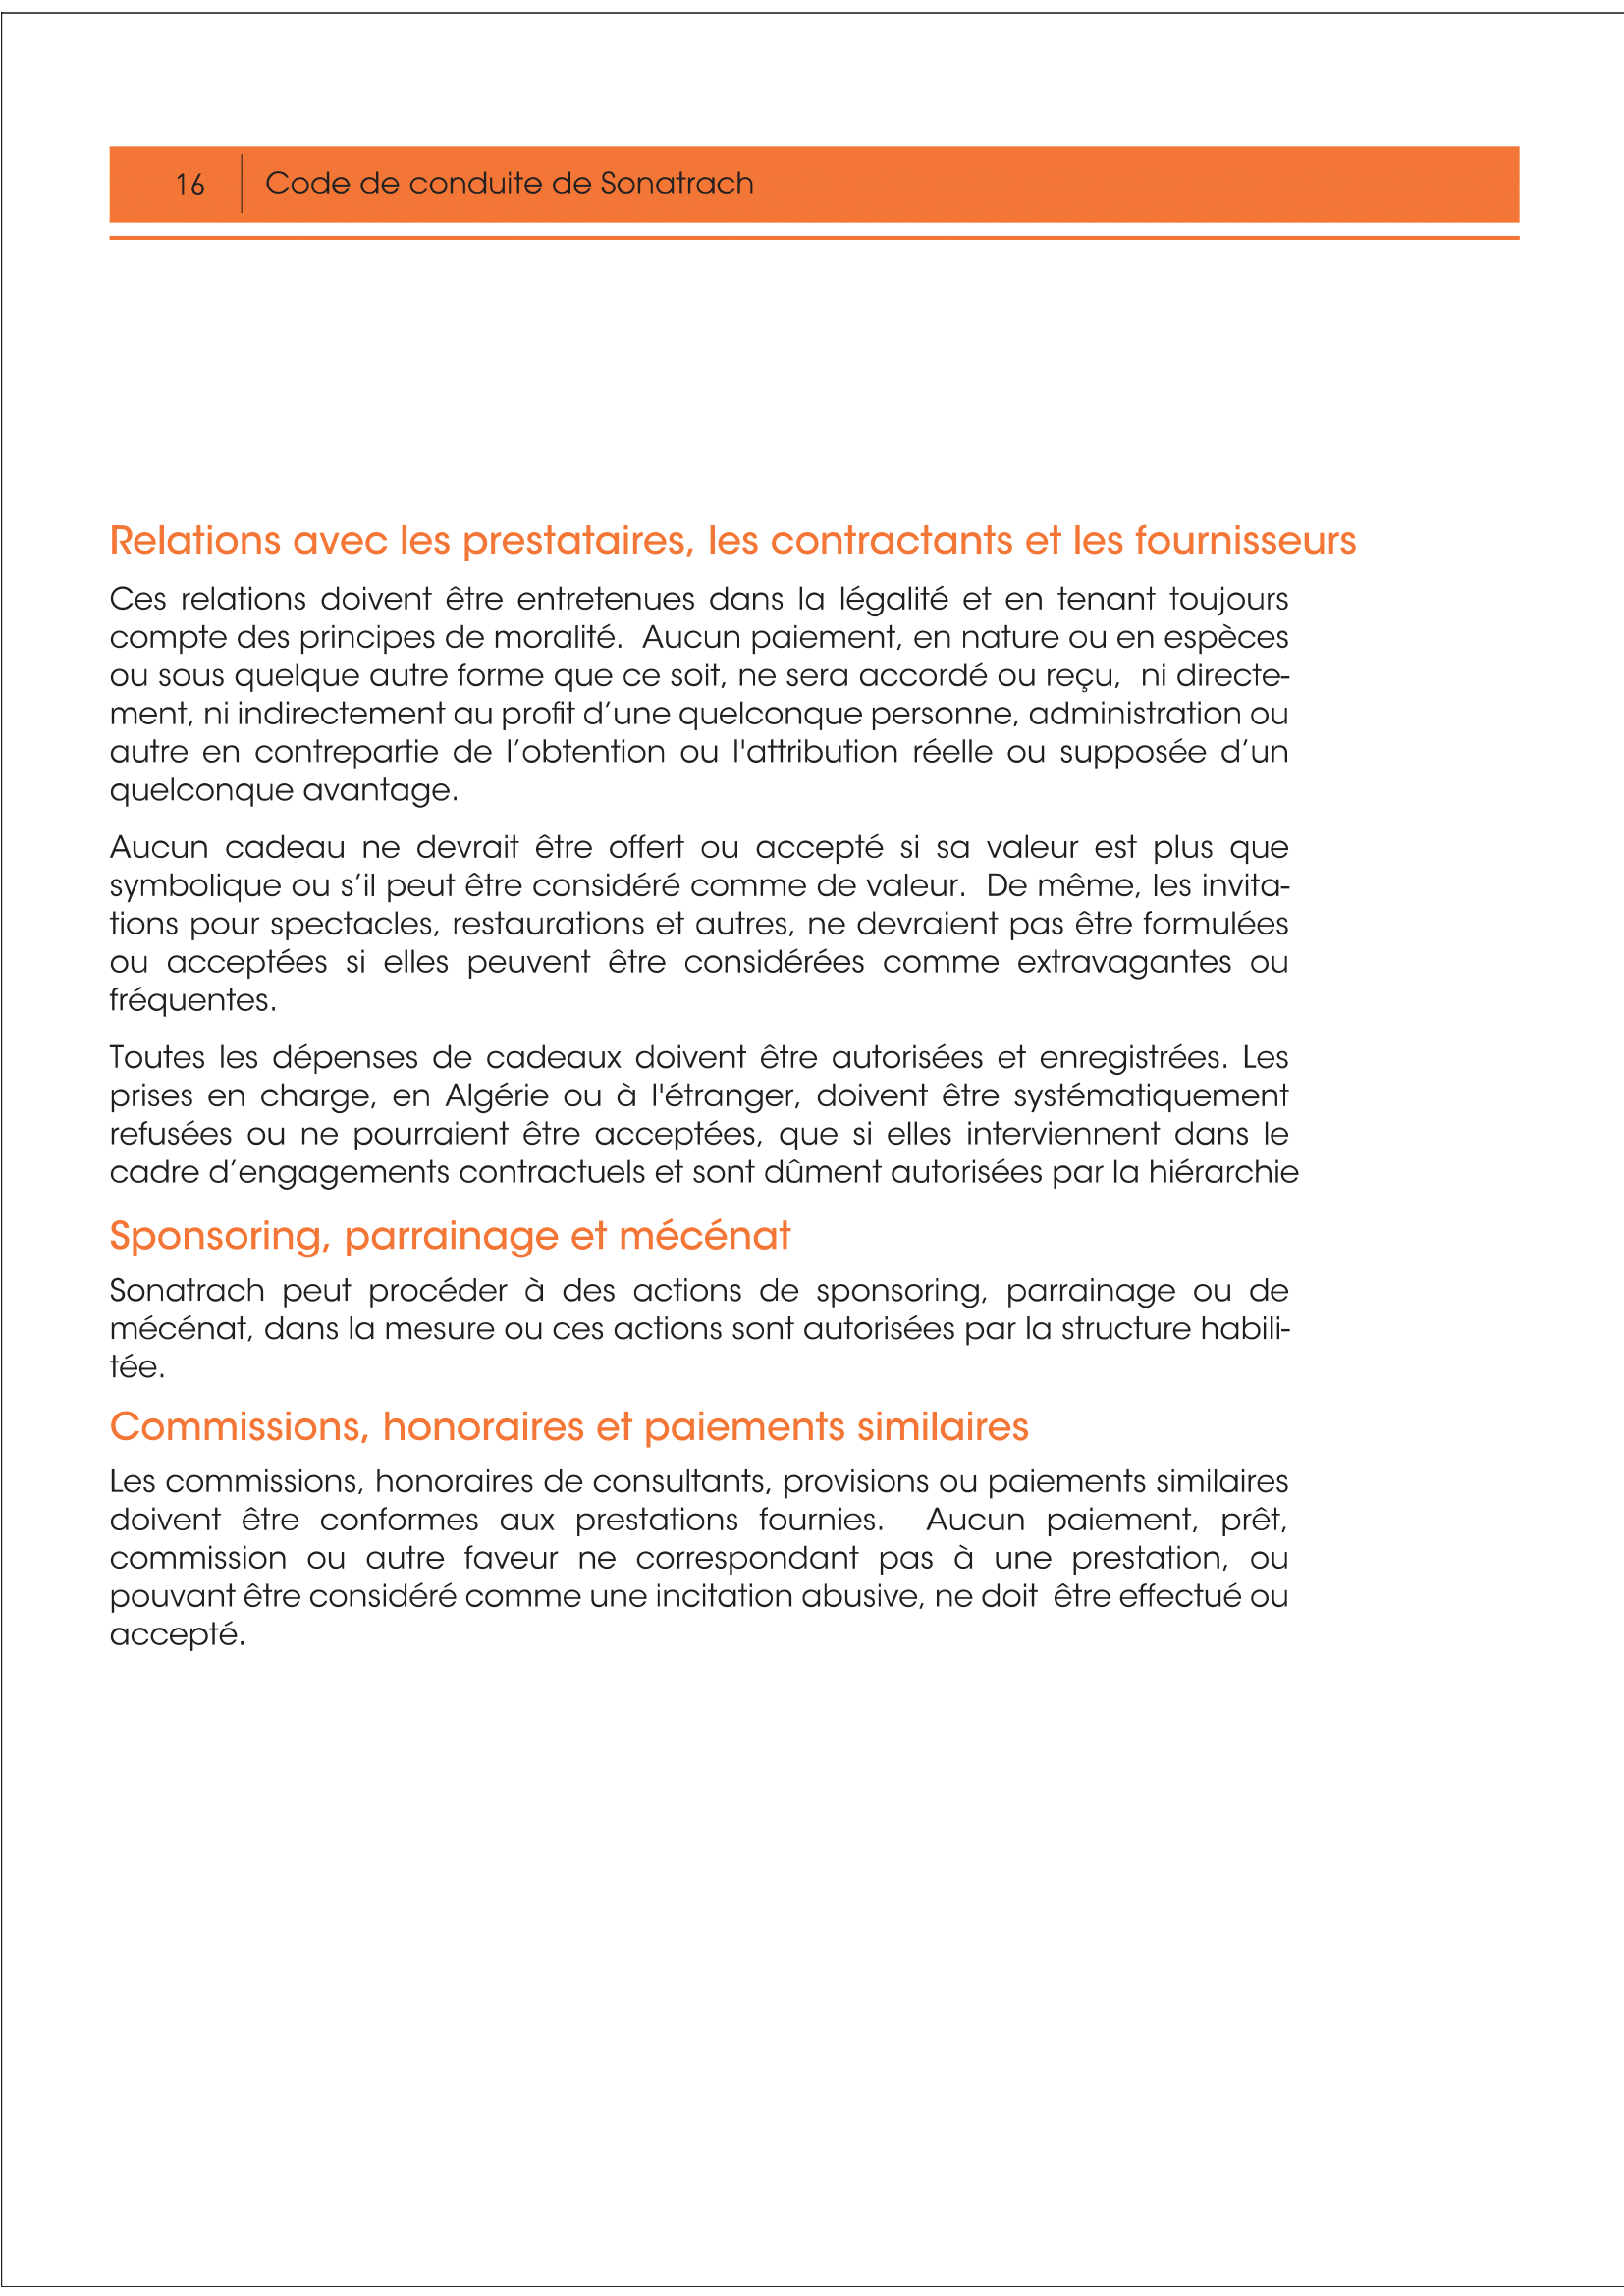 16 Code de conduite de Sonatrach
Relations avec les prestataires, les contractants et les fournisseurs
Ces relations doivent être entretenues dans la légalité et en tenant toujours
compte des principes de moralité. Aucun paiement, en nature ou en espèces
ou sous quelque autre forme que ce soit, ne sera accordé ou reçu, ni directe-
ment, ni indirectement au profit d’une quelconque personne, administration ou
autre en contrepartie de l’obtention ou l'attribution réelle ou supposée d’un
quelconque avantage.
Aucun cadeau ne devrait être offert ou accepté si sa valeur est plus que
symbolique ou s’il peut être considéré comme de valeur. De même, les invita-
tions pour spectacles, restaurations et autres, ne devraient pas être formulées
ou acceptées si elles peuvent être considérées comme extravagantes ou
fréquentes.
Toutes les dépenses de cadeaux doivent être autorisées et enregistrées. Les
prises en charge, en Algérie ou à l'étranger, doivent être systématiquement
refusées ou ne pourraient être acceptées, que si elles interviennent dans le
cadre d’engagements contractuels et sont dûment autorisées par la hiérarchie
Sponsoring, parrainage et mécénat
Sonatrach peut procéder à des actions de sponsoring, parrainage ou de
mécénat, dans la mesure ou ces actions sont autorisées par la structure habili-
tée.
Commissions, honoraires et paiements similaires
Les commissions, honoraires de consultants, provisions ou paiements similaires
doivent être conformes aux prestations fournies. Aucun paiement, prêt,
commission ou autre faveur ne correspondant pas à une prestation, ou
pouvant être considéré comme une incitation abusive, ne doit être effectué ou
accepté.